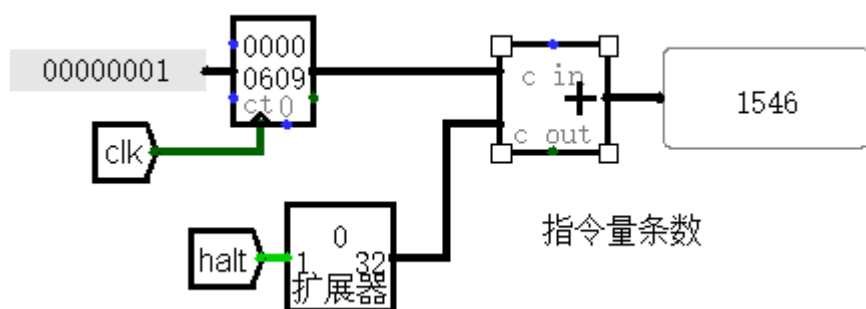 00000001
0000
0609
ct 0
clk
c in
c out
1546
halt
0
1 32
扩展器
指令量条数